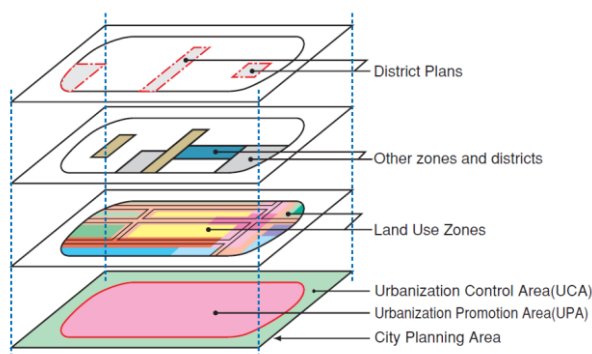 District Plans
Other zones and districts
Land Use Zones
Urbanization Control Area(UCA)
Urbanization Promotion Area(UPA)
City Planning Area